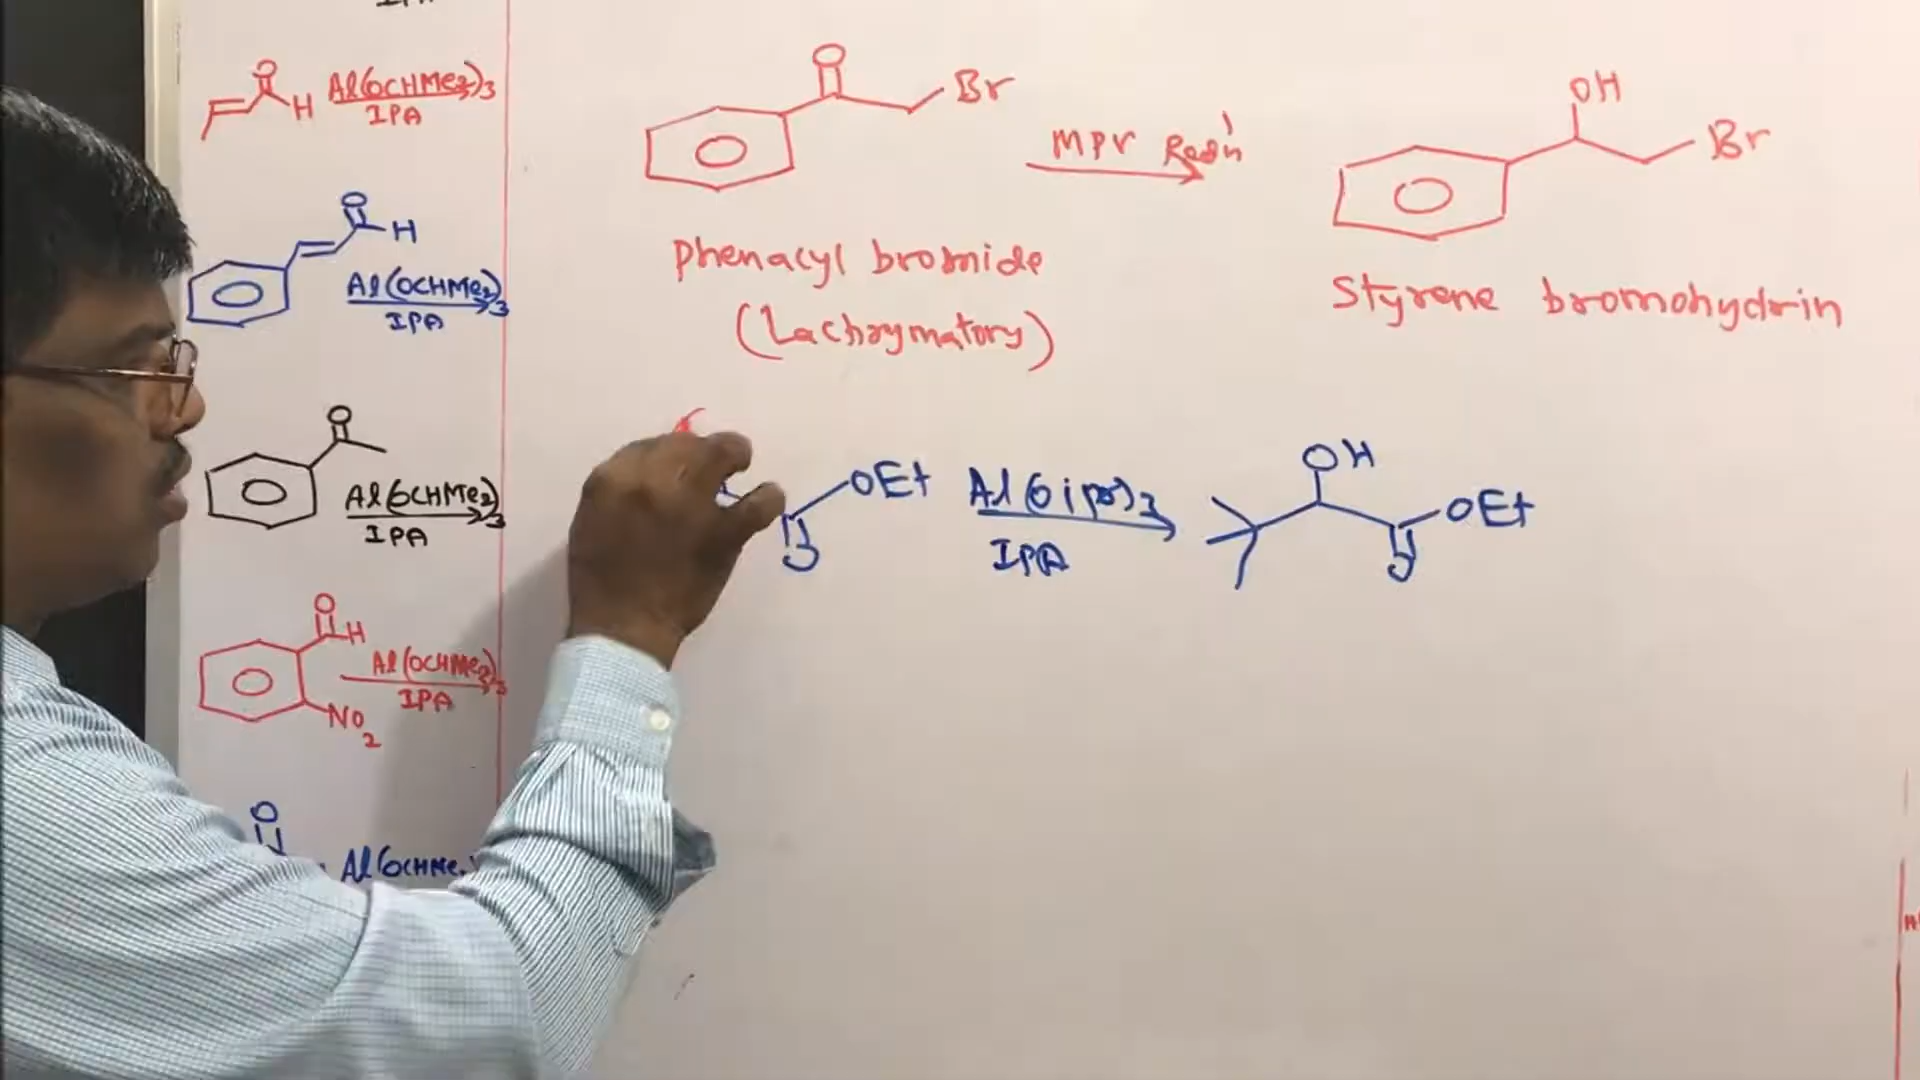 IPA
O
H
Al(OCHMe2)3
IPA
O
H
Al(OCHMe2)3
IPA
O
Al(OCHMe2)3
IPA
O
H
Al(OCHMe2)3
IPA
NO2
O
Al(OCHMe
O
Br
MPV Redn'
OH
Br
Phenacyl bromide
(Lachrymatory)
Styrene bromohydrin
OEt
O
Al(OiPr)3
IPA
OH
OEt
O